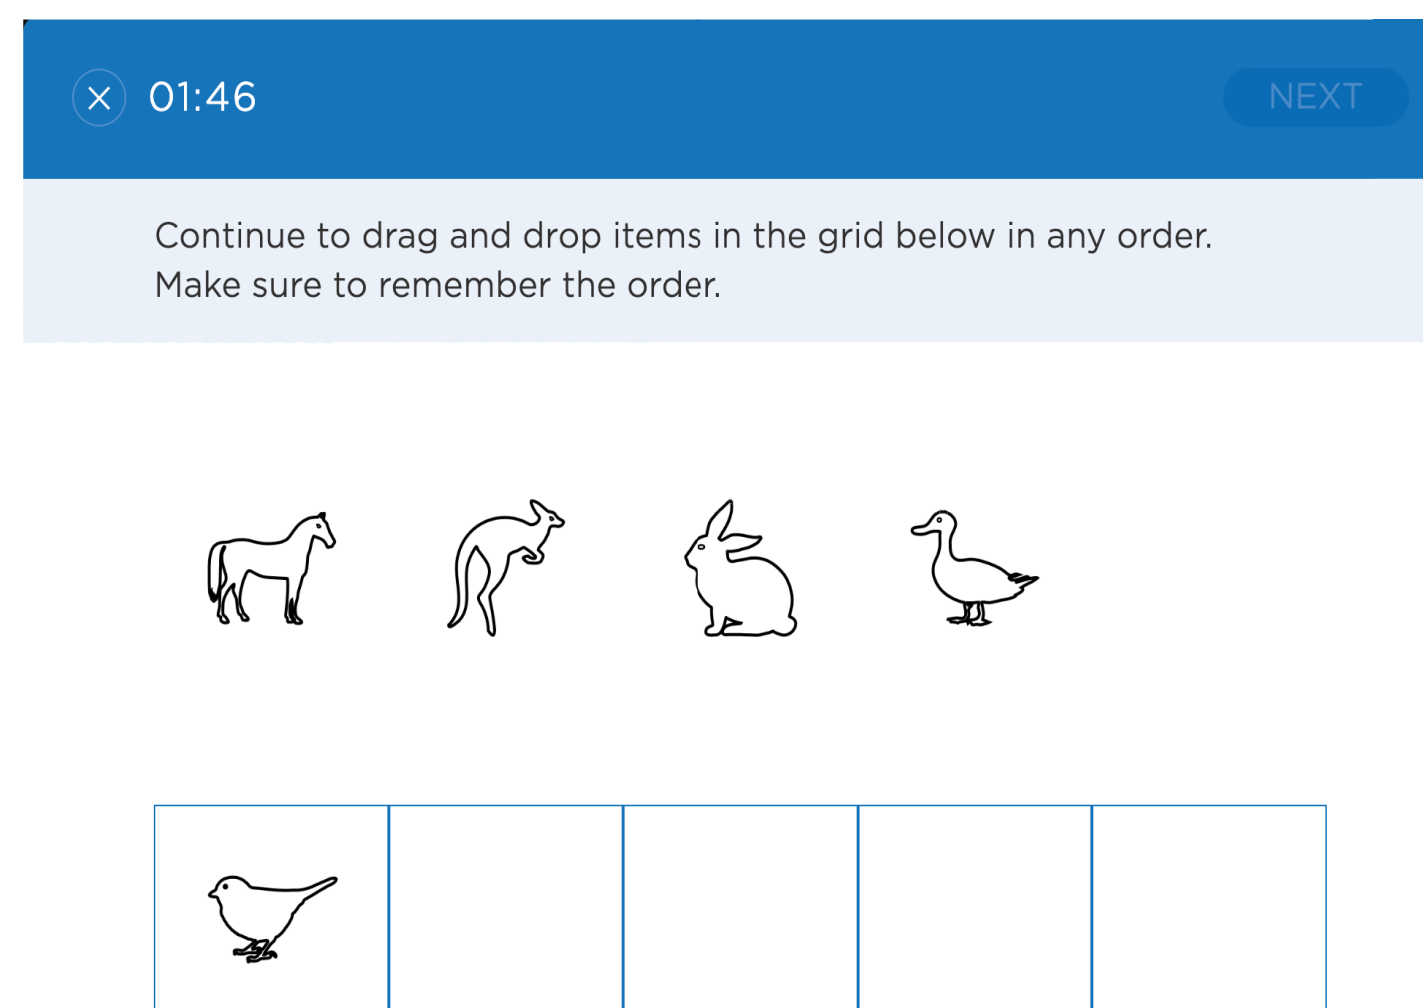 01:46
NEXT
Continue to drag and drop items in the grid below in any order.
Make sure to remember the order.